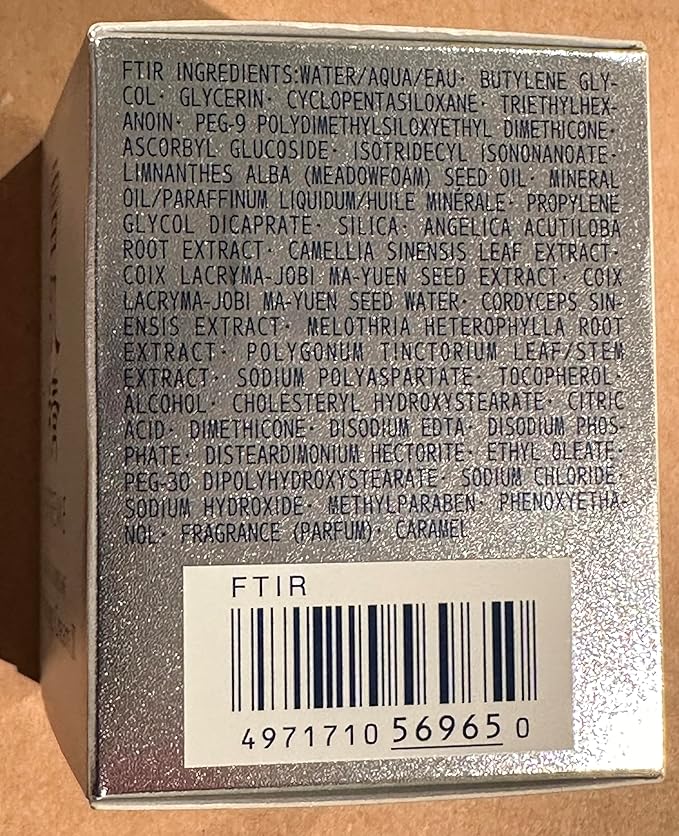 FTIR INGREDIENTS:WATER/AQUA/EAU· BUTYLENE GLY-
COL· GLYCERIN· CYCLOPENTASILOXANE· TRIETHYLHEX-
ANOIN· PEG-9 POLYDIMETHYLSILOXYETHYL DIMETHICONE·
ASCORBYL GLUCOSIDE· ISOTRIDECYL ISONONANOATE·
LIMNANTHES ALBA (MEADOWFOAM) SEED OIL· MINERAL
OIL/PARAFFINUM LIQUIDUM/HUILE MINERALE· PROPYLENE
GLYCOL DICAPRATE· SILICA· ANGELICA ACUTILOBA
ROOT EXTRACT· CAMELLIA SINENSIS LEAF EXTRACT·
COIX LACRYMA-JOBI MA-YUEN SEED EXTRACT· COIX
LACRYMA-JOBI MA-YUEN SEED WATER· CORDYCEPS SIN-
ENSIS EXTRACT· MELOTHRIA HETEROPHYLLA ROOT
EXTRACT· POLYGONUM TINCTORIUM LEAF/STEM
EXTRACT· SODIUM POLYASPARTATE· TOCOPHEROL·
ALCOHOL· CHOLESTERYL HYDROXYSTEARATE· CITRIC
ACID· DIMETHICONE· DISODIUM EDTA· DISODIUM PHOS-
PHATE· DISTEARDIMONIUM HECTORITE· ETHYL OLEATE·
PEG-30 DIPOLYHYDROXYSTEARATE· SODIUM CHLORIDE·
SODIUM HYDROXIDE· METHYLPARABEN· PHENOXYETHA-
NOL· FRAGRANCE (PARFUM)· CARAMEL
FTIR
4971710 56965 0